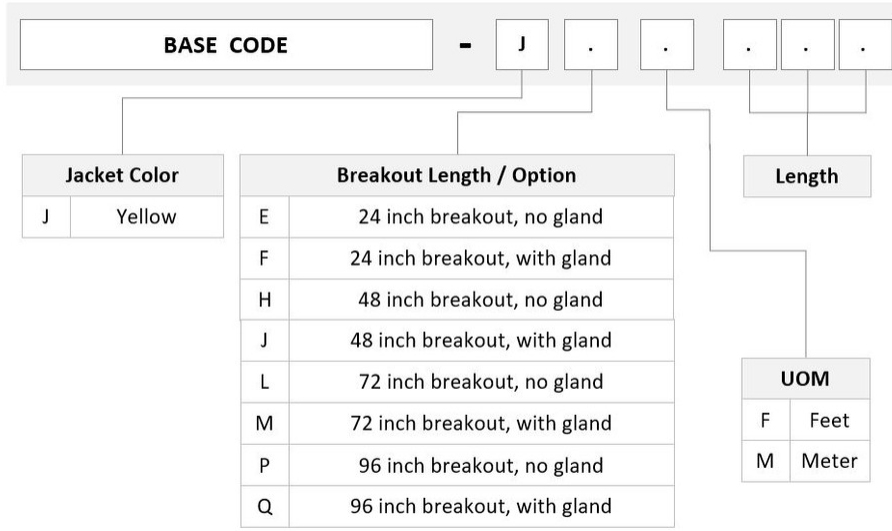 BASE CODE - J . . . . .
Jacket Color
J Yellow
Breakout Length / Option
E 24 inch breakout, no gland
F 24 inch breakout, with gland
H 48 inch breakout, no gland
J 48 inch breakout, with gland
L 72 inch breakout, no gland
M 72 inch breakout, with gland
P 96 inch breakout, no gland
Q 96 inch breakout, with gland
Length
UOM
F Feet
M Meter